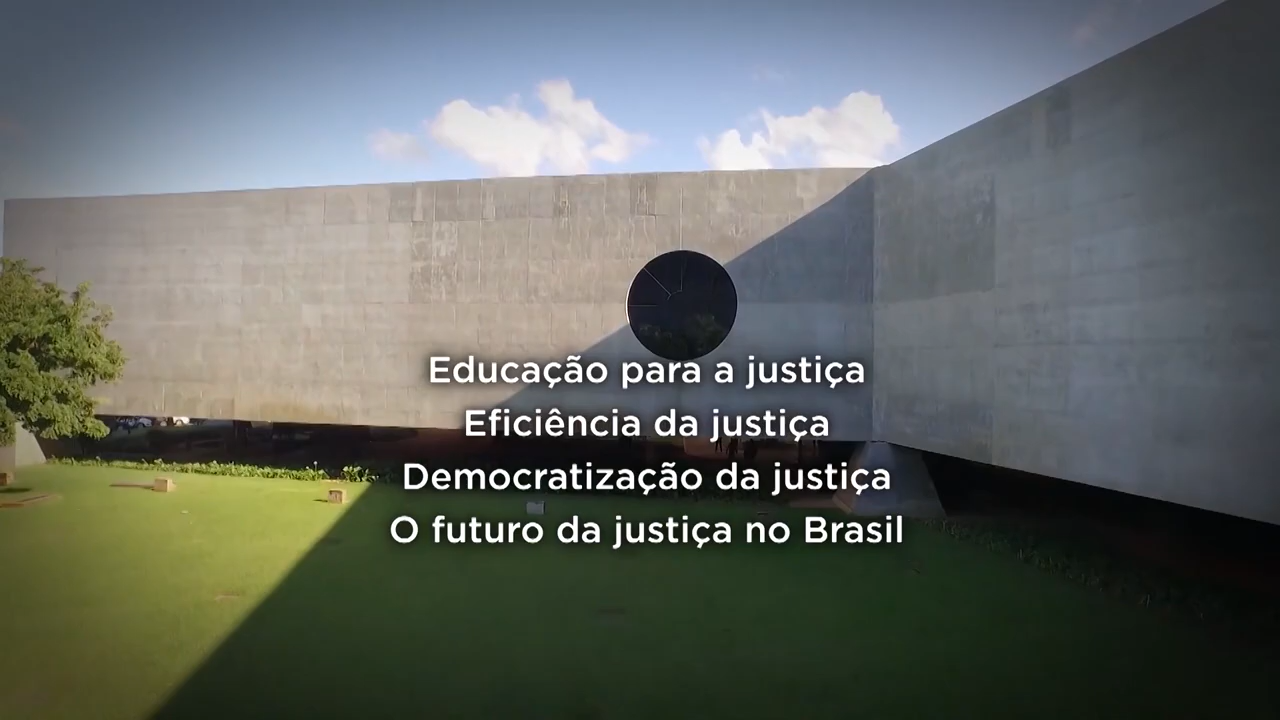 Educação para a justiça
Eficiência da justiça
Democratização da justiça
O futuro da justiça no Brasil